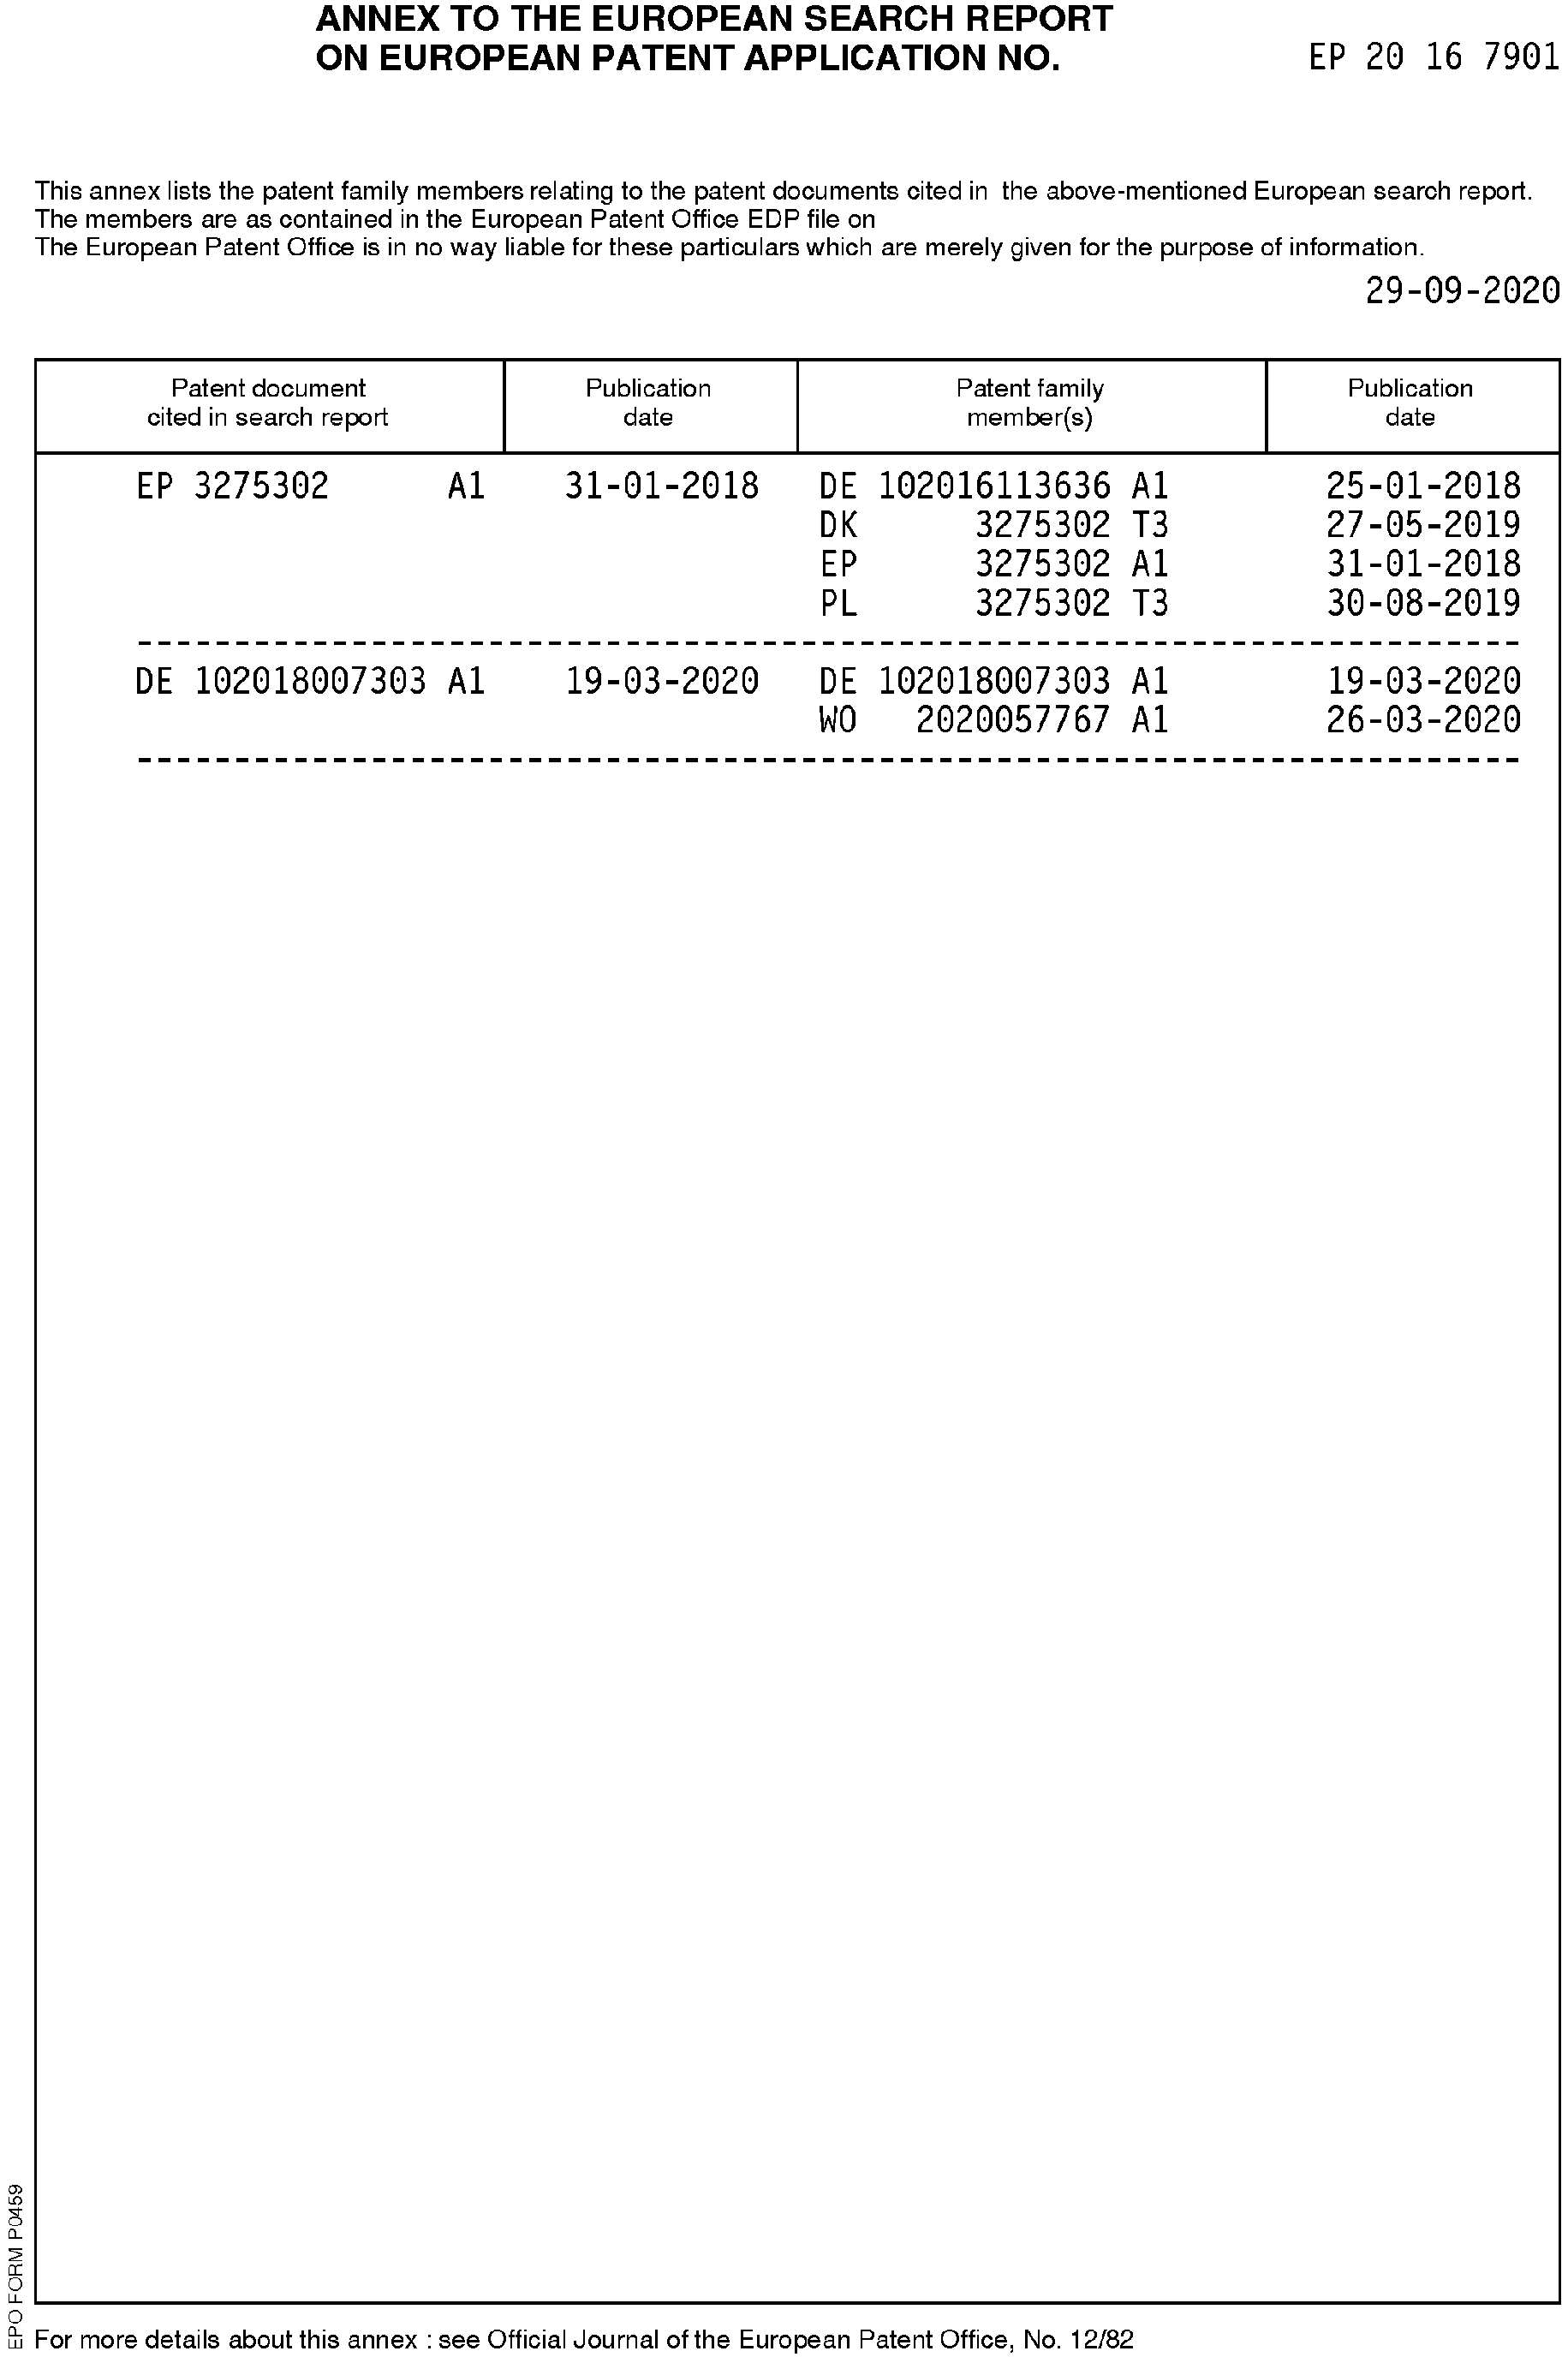 ANNEX TO THE EUROPEAN SEARCH REPORT
ON EUROPEAN PATENT APPLICATION NO. EP 20 16 7901
This annex lists the patent family members relating to the patent documents cited in the above-mentioned European search report.
The members are as contained in the European Patent Office EDP file on
The European Patent Office is in no way liable for these particulars which are merely given for the purpose of information.
29-09-2020
Patent document cited in search report | Publication date | Patent family member(s) | Publication date
EP 3275302 A1 31-01-2018 DE 102016113636 A1 25-01-2018
DK 3275302 T3 27-05-2019
EP 3275302 A1 31-01-2018
PL 3275302 T3 30-08-2019
DE 102018007303 A1 19-03-2020 DE 102018007303 A1 19-03-2020
WO 2020057767 A1 26-03-2020
EPO FORM P0459
For more details about this annex : see Official Journal of the European Patent Office, No. 12/82